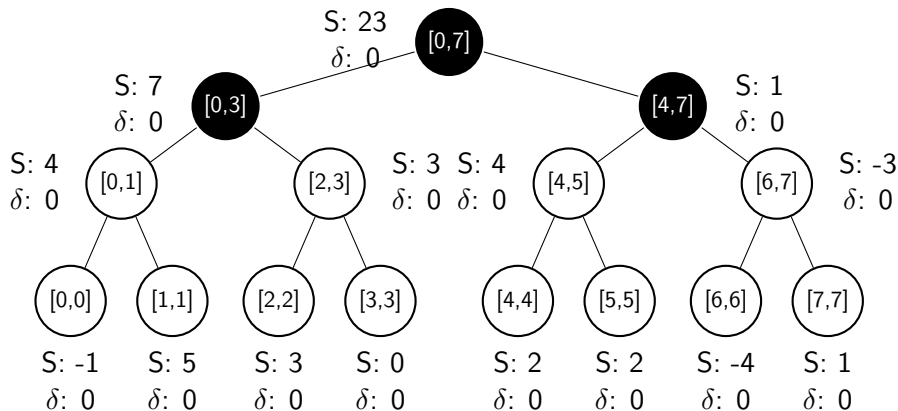 S: 23
δ: 0
[0,7]
S: 7
δ: 0
[0,3]
[4,7]
S: 1
δ: 0
S: 4
δ: 0
[0,1]
[2,3]
S: 3
δ: 0
S: 4
δ: 0
[4,5]
[6,7]
S: -3
δ: 0
[0,0]
[1,1]
[2,2]
[3,3]
[4,4]
[5,5]
[6,6]
[7,7]
S: -1
δ: 0
S: 5
δ: 0
S: 3
δ: 0
S: 0
δ: 0
S: 2
δ: 0
S: 2
δ: 0
S: -4
δ: 0
S: 1
δ: 0